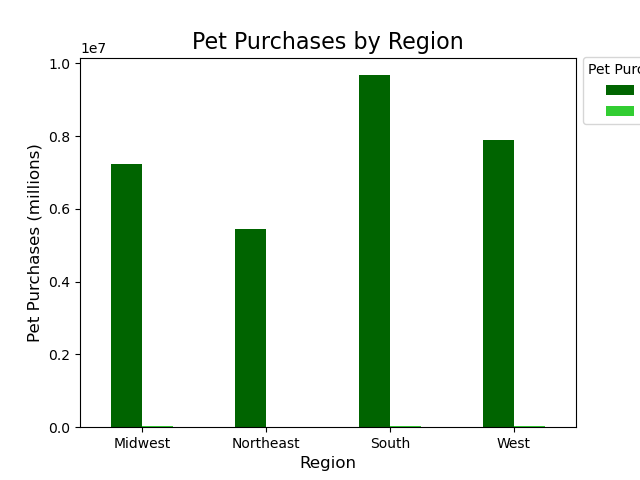 Pet Purchases by Region
1e7
Pet Purchases (millions)
1.0
0.8
0.6
0.4
0.2
0.0
Midwest Northeast South West
Region
Pet Purc